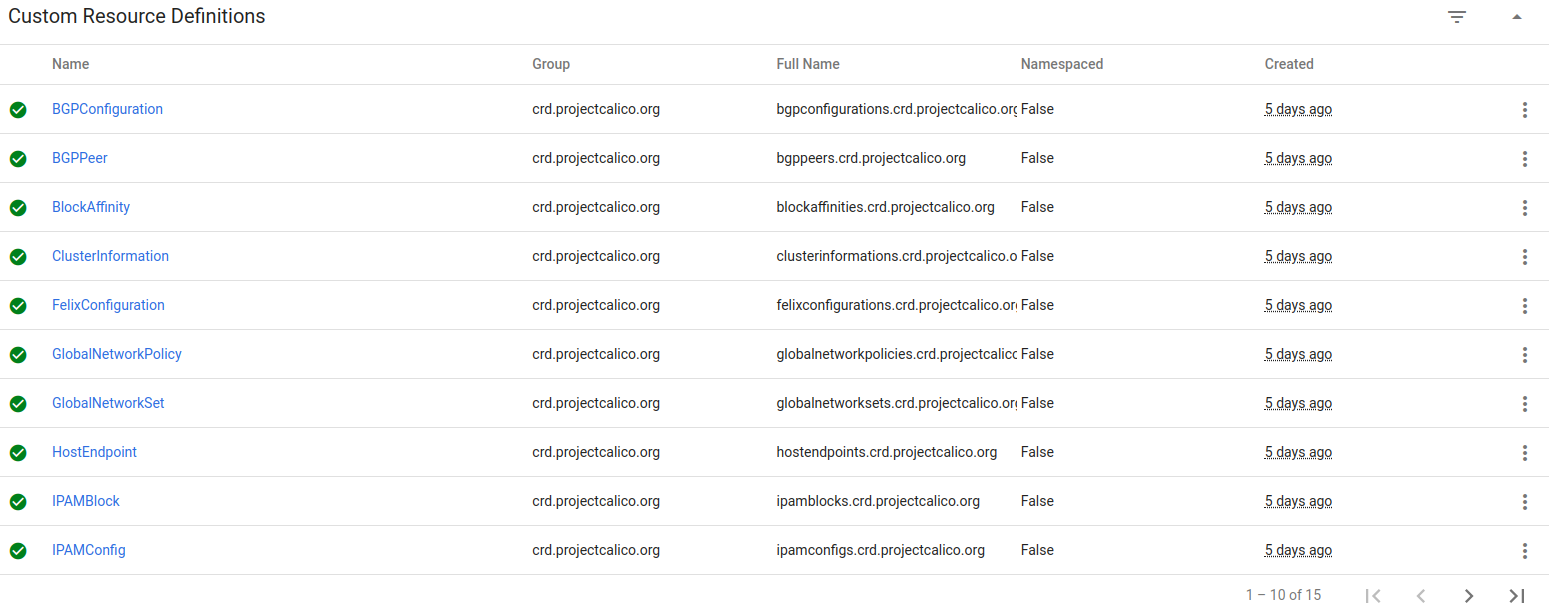 Custom Resource Definitions
Name Group Full Name Namespaced Created
BGPConfiguration crd.projectcalico.org bgpconfigurations.crd.projectcalico.org False 5 days ago
BGPPeer crd.projectcalico.org bgppeers.crd.projectcalico.org False 5 days ago
BlockAffinity crd.projectcalico.org blockaffinities.crd.projectcalico.org False 5 days ago
ClusterInformation crd.projectcalico.org clusterinformations.crd.projectcalico.o False 5 days ago
FelixConfiguration crd.projectcalico.org felixconfigurations.crd.projectcalico.or False 5 days ago
GlobalNetworkPolicy crd.projectcalico.org globalnetworkpolicies.crd.projectcalic False 5 days ago
GlobalNetworkSet crd.projectcalico.org globalnetworksets.crd.projectcalico.org False 5 days ago
HostEndpoint crd.projectcalico.org hostendpoints.crd.projectcalico.org False 5 days ago
IPAMBlock crd.projectcalico.org ipamblocks.crd.projectcalico.org False 5 days ago
IPAMConfig crd.projectcalico.org ipamconfigs.crd.projectcalico.org False 5 days ago
1 – 10 of 15